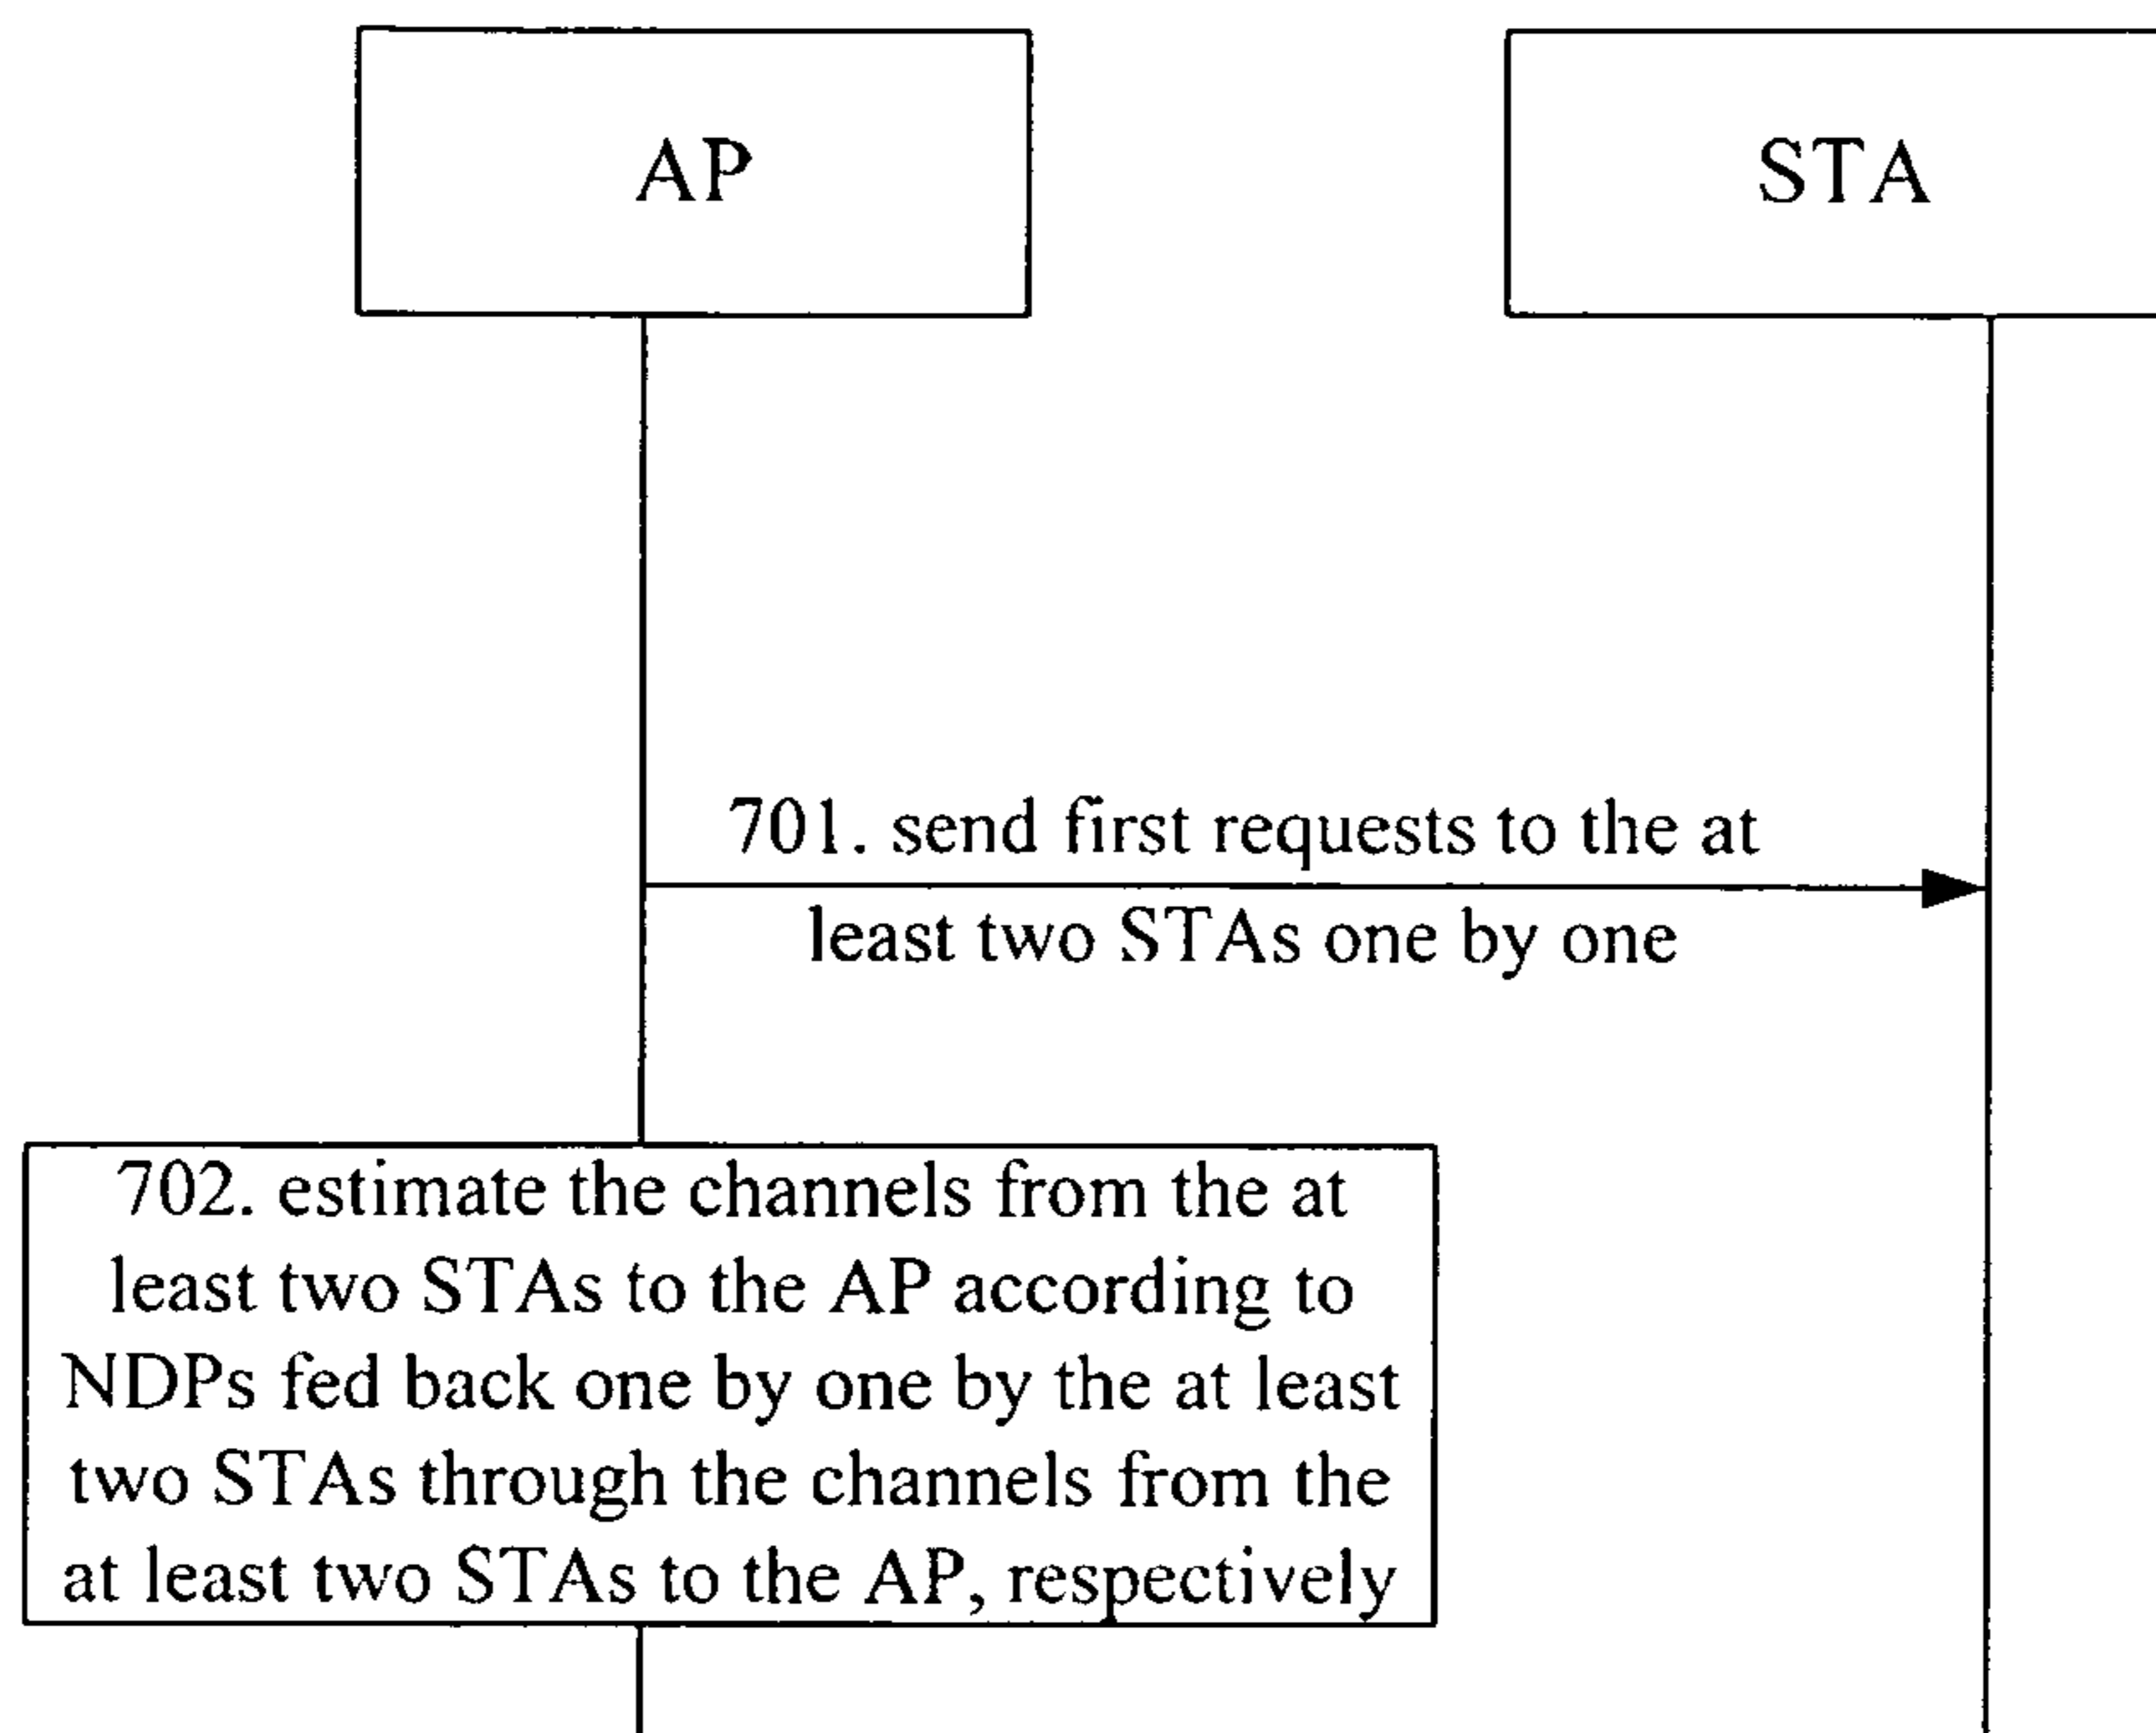 AP
STA
701. send first requests to the at
least two STAs one by one
702. estimate the channels from the at
least two STAs to the AP according to
NDPs fed back one by one by the at least
two STAs through the channels from the
at least two STAs to the AP, respectively